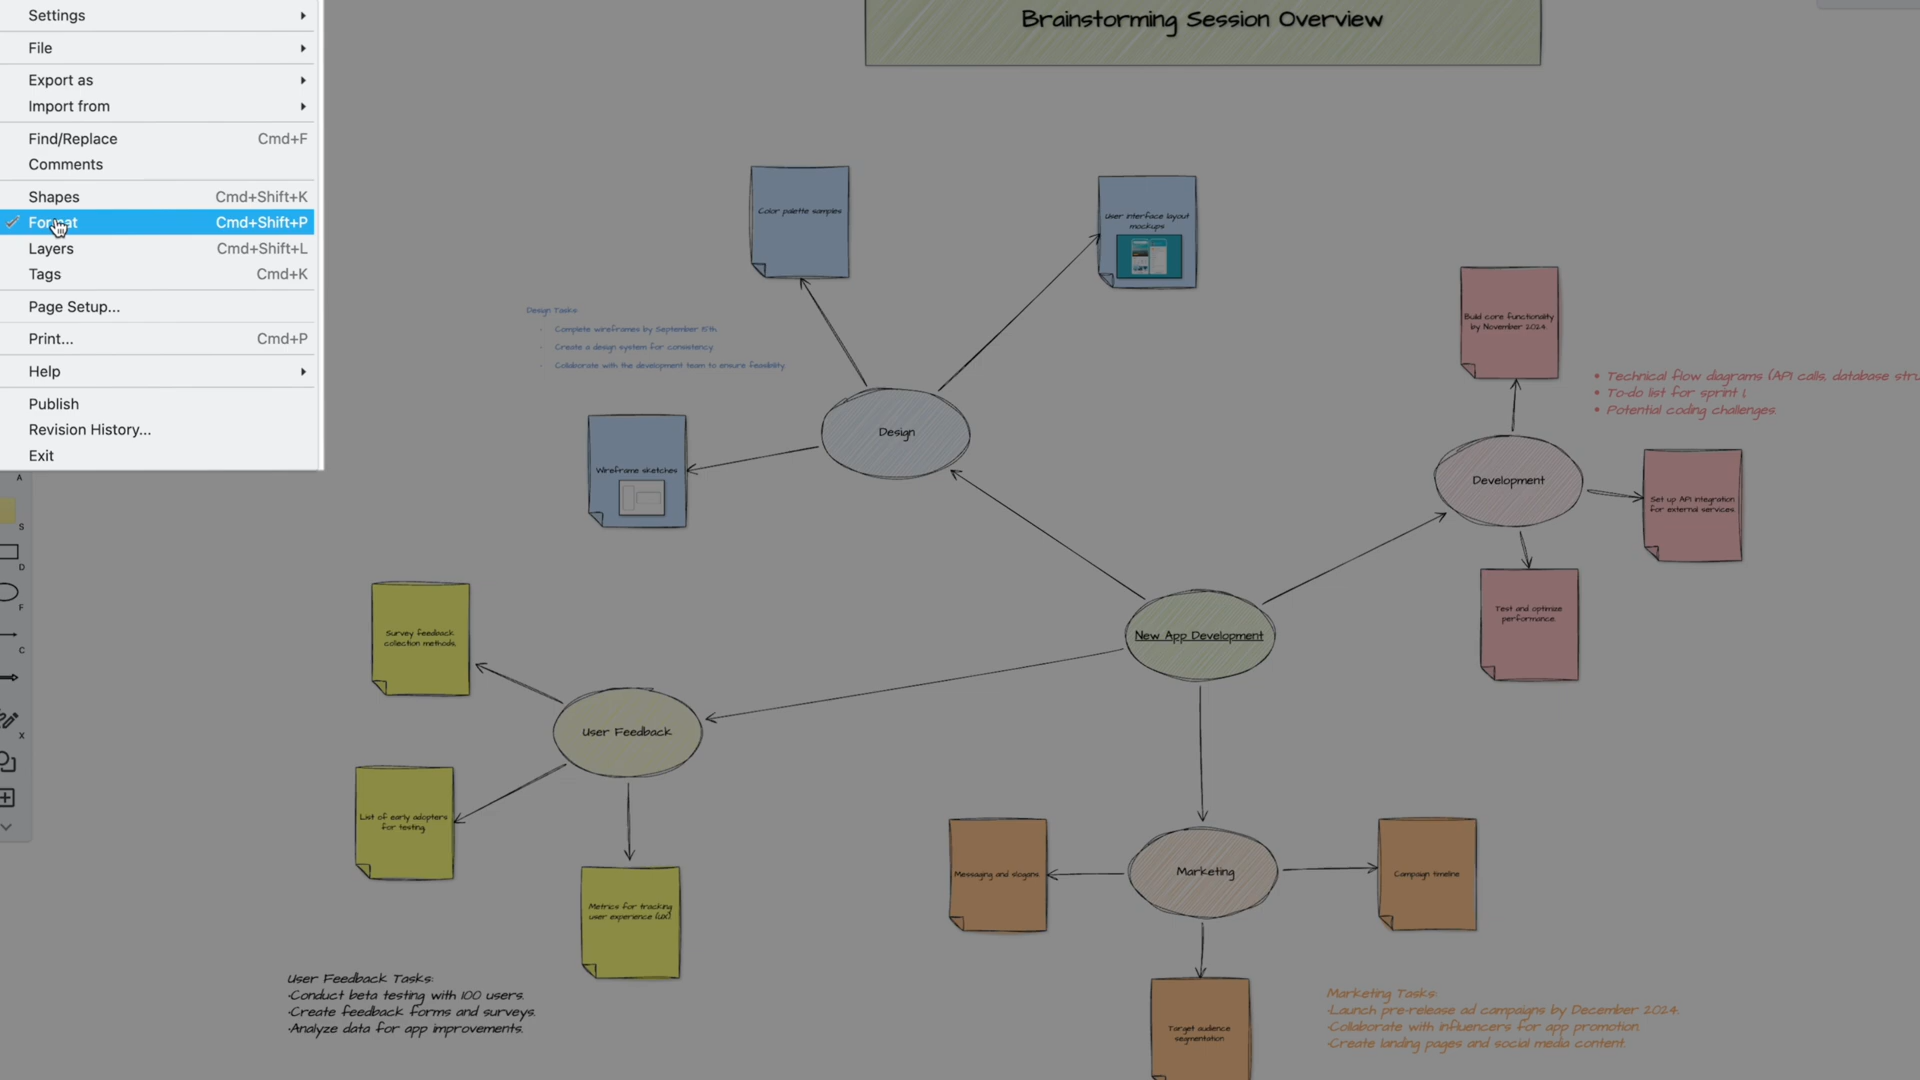 Settings
File
Export as
Import from
Find/Replace Cmd+F
Comments
Shapes Cmd+Shift+K
Format Cmd+Shift+P
Layers Cmd+Shift+L
Tags Cmd+K
Page Setup...
Print... Cmd+P
Help
Publish
Revision History...
Exit
A
S
D
F
C
X
Brainstorming Session Overview
Color palette samples
User interface layout
mockups
Design Tasks:
- Complete wireframes by September 15th.
- Create a design system for consistency
- Collaborate with the development team to ensure feasibility
Wireframe sketches
Design
Build core functionality
by November 2024.
• Technical flow diagrams (API calls, database stru
• To-do list for sprint 1.
• Potential coding challenges.
Development
Set up API integration
for external services.
Test and optimize
performance.
New App Development
Survey feedback
collection methods.
User Feedback
List of early adopters
for testing.
Metrics for tracking
user experience (UX)
User Feedback Tasks:
-Conduct beta testing with 100 users.
-Create feedback forms and surveys.
-Analyze data for app improvements.
Messaging and slogans
Marketing
Campaign timeline
Target audience
segmentation
Marketing Tasks:
-Launch pre-release ad campaigns by December 2024.
-Collaborate with influencers for app promotion.
-Create landing pages and social media content.